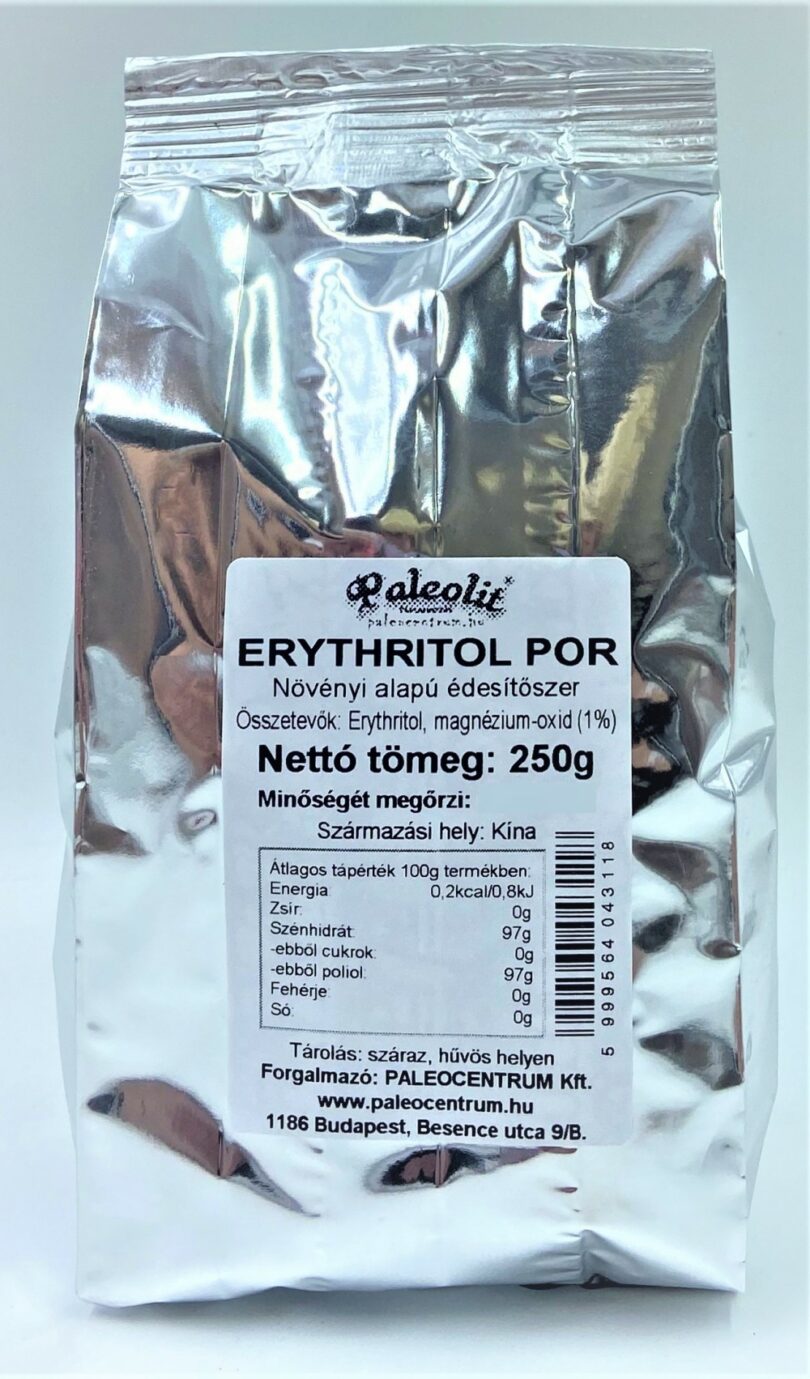 Paleolit
paleocentrum.hu
ERYTHRITOL POR
Növényi alapú édesítőszer
Összetevők: Erythritol, magnézium-oxid (1%)
Nettó tömeg: 250g
Minőségét megőrzi:
Származási hely: Kína
Átlagos tápérték 100g termékben:
Energia 0,2kcal/0,8kJ
Zsír: 0g
Szénhidrát: 97g
-ebből cukrok: 0g
-ebből poliol: 97g
Fehérje 0g
Só: 0g
5 999564 043118
Tárolás: száraz, hűvös helyen
Forgalmazó: PALEOCENTRUM Kft.
www.paleocentrum.hu
1186 Budapest, Besence utca 9/B.